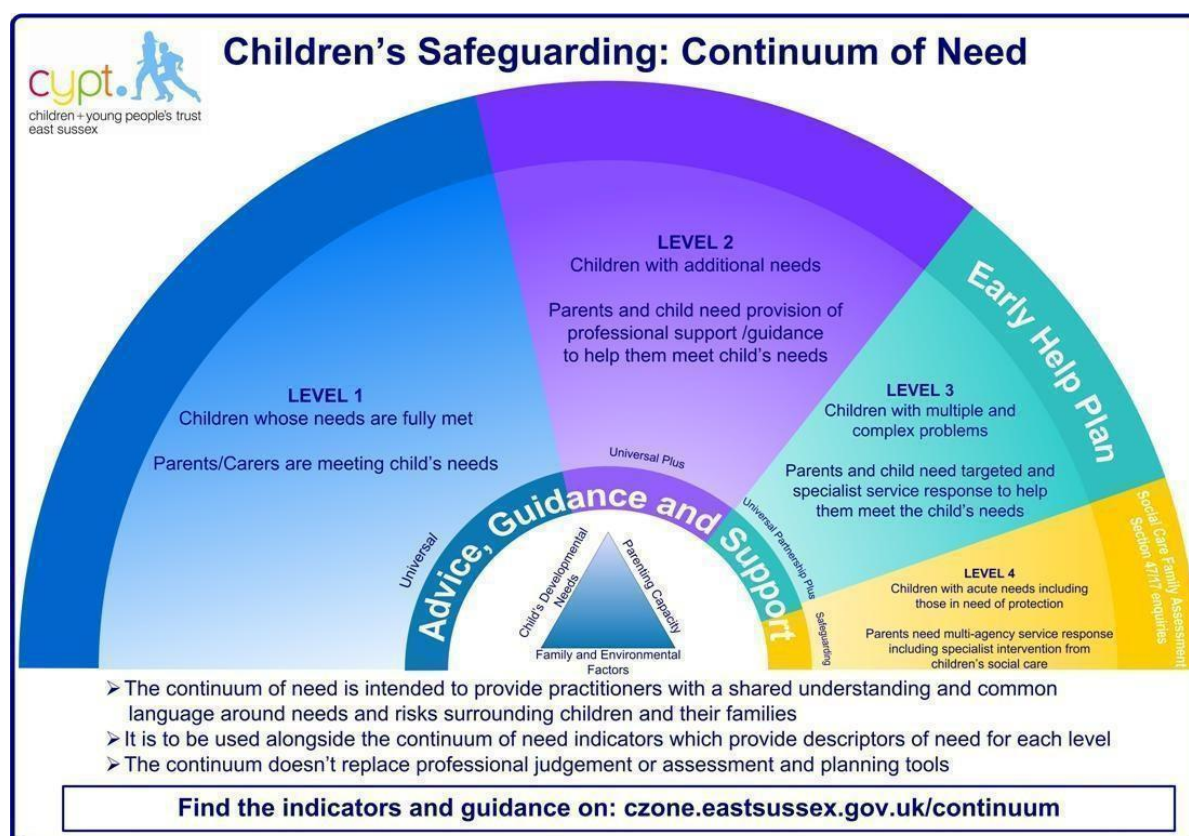 cypt.
children + young people's trust
east sussex
Children's Safeguarding: Continuum of Need
LEVEL 1
Children whose needs are fully met
Parents/Carers are meeting child's needs
LEVEL 2
Children with additional needs
Parents and child need provision of
professional support /guidance
to help them meet child's needs
LEVEL 3
Children with multiple and
complex problems
Parents and child need targeted and
specialist service response to help
them meet the child's needs
LEVEL 4
Children with acute needs including
those in need of protection
Parents need multi-agency service response
including specialist intervention from
children's social care
Early Help Plan
Social Care Family Assessment
Section 47/17 enquiries
Universal
Universal Plus
Universal Partnership Plus
Safeguarding
Advice, Guidance and Support
Child's Developmental
Needs
Parenting Capacity
Family and Environmental
Factors
➢ The continuum of need is intended to provide practitioners with a shared understanding and common
language around needs and risks surrounding children and their families
➢ It is to be used alongside the continuum of need indicators which provide descriptors of need for each level
➢ The continuum doesn't replace professional judgement or assessment and planning tools
Find the indicators and guidance on: czone.eastsussex.gov.uk/continuum